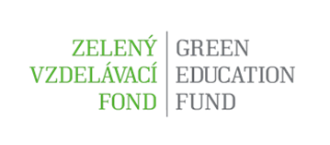 ZELENÝ
VZDELÁVACÍ
FOND
GREEN
EDUCATION
FUND